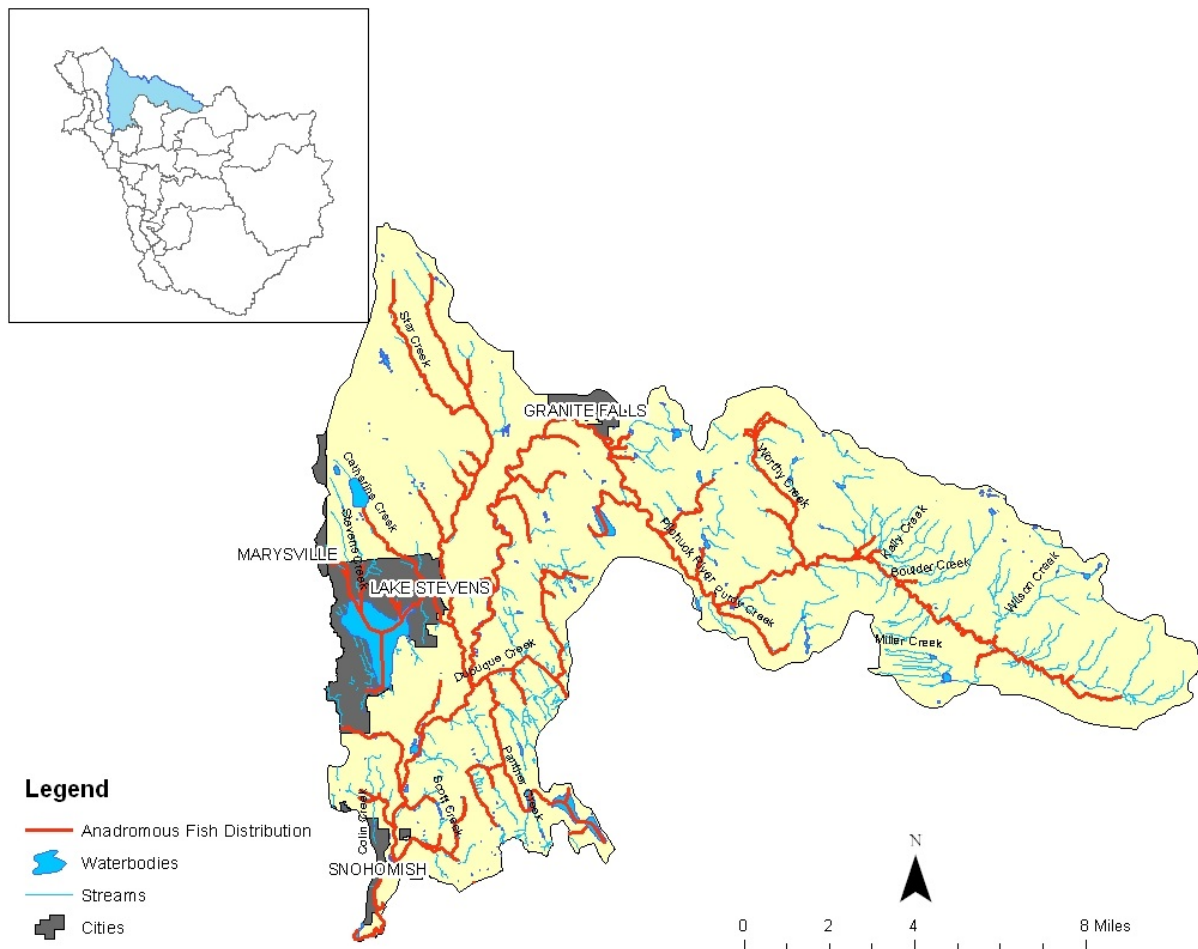 Star Creek
GRANITE FALLS
Worthy Creek
Catherine Creek
Stevens Creek
MARYSVILLE
LAKE STEVENS
Pilchuck River
Purdy Creek
Kelly Creek
Boulder Creek
Wilson Creek
Miller Creek
Dubuque Creek
Panther Creek
Scott Creek
Colin Creek
SNOHOMISH
Legend
Anadromous Fish Distribution
Waterbodies
Streams
Cities
N
0 2 4 8 Miles